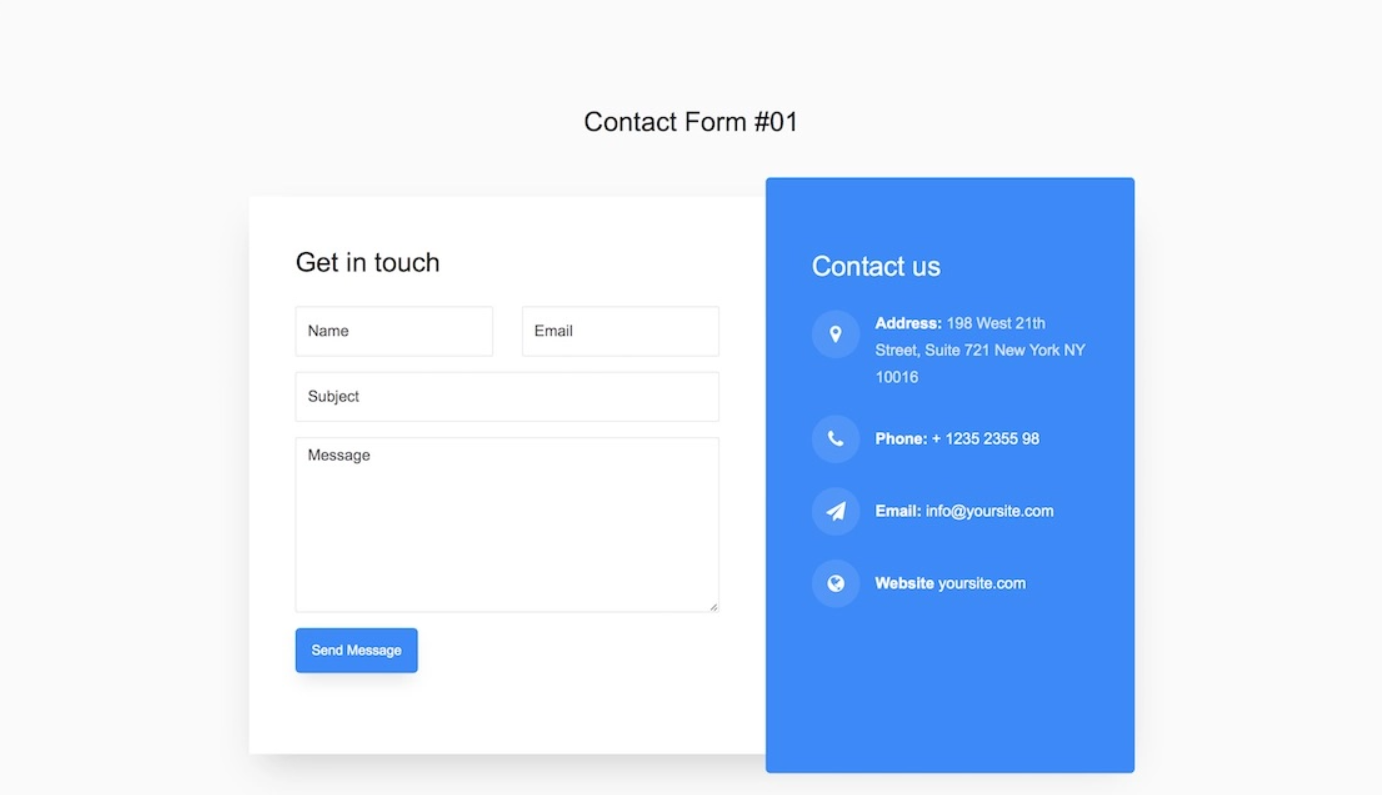 Contact Form #01
Get in touch
Name
Email
Subject
Message
Send Message
Contact us
Address: 198 West 21th
Street, Suite 721 New York NY
10016
Phone: + 1235 2355 98
Email: info@yoursite.com
Website yoursite.com